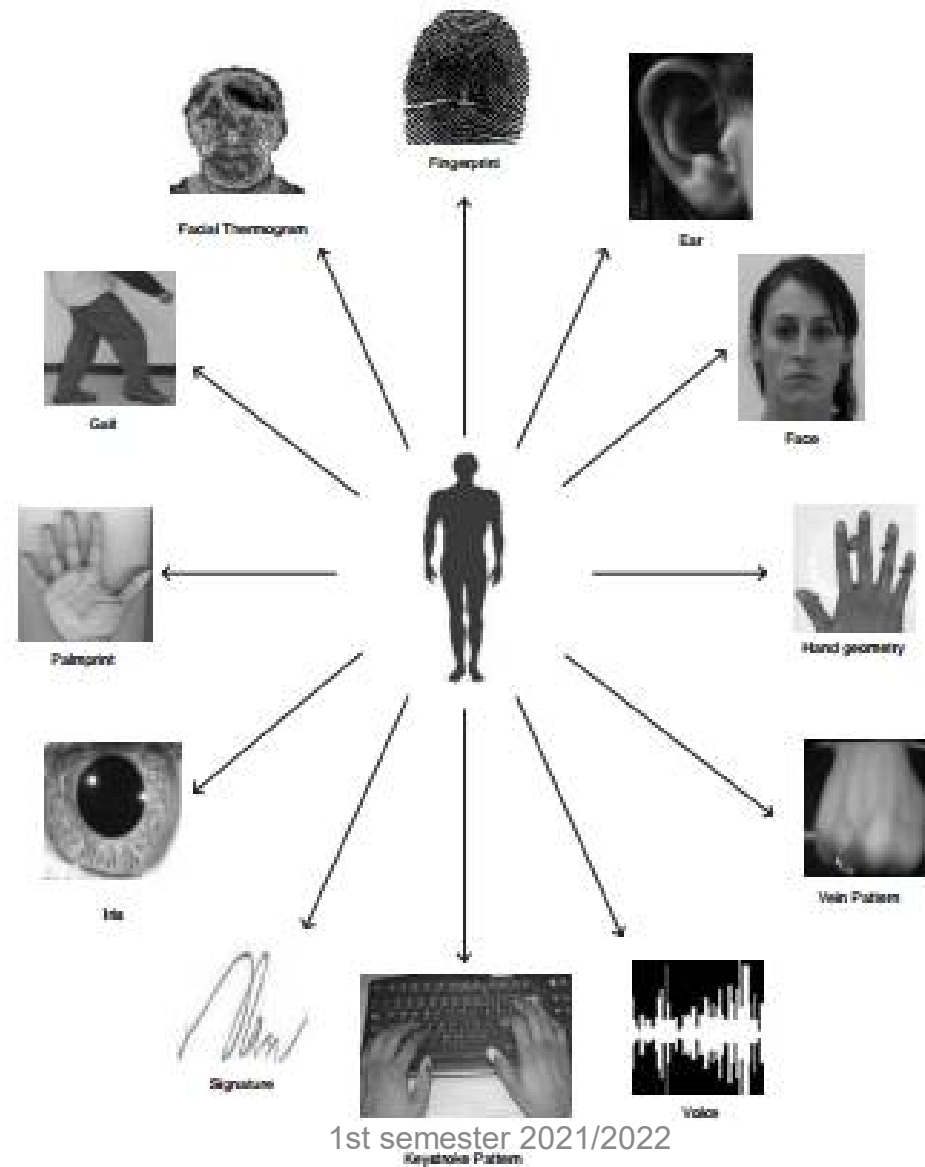 Fingerprint
Facial Thermogram
Ear
Gait
Face
Palmprint
Hand geometry
Iris
Vein Pattern
Signature
Voice
1st semester 2021/2022
Keystroke Pattern